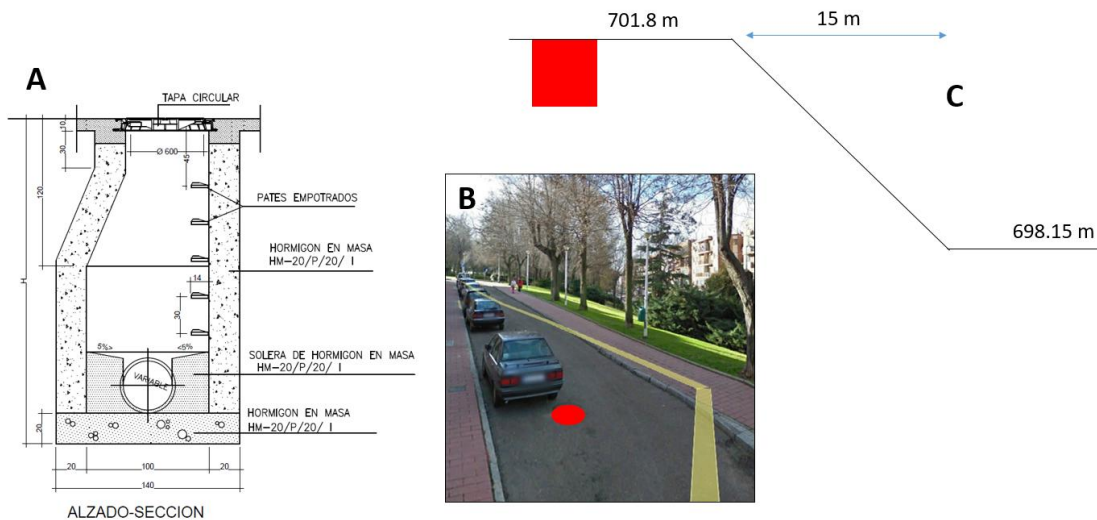 A
TAPA CIRCULAR
10
30
Ø 600
45
120
PATES EMPOTRADOS
HORMIGON EN MASA
HM-20/P/20/ I
14
30
H
5%>
<5%
SOLERA DE HORMIGON EN MASA
HM-20/P/20/ I
VARIABLE
HORMIGON EN MASA
HM-20/P/20/ I
20
20
100
20
140
ALZADO-SECCION
B
701.8 m
15 m
C
698.15 m